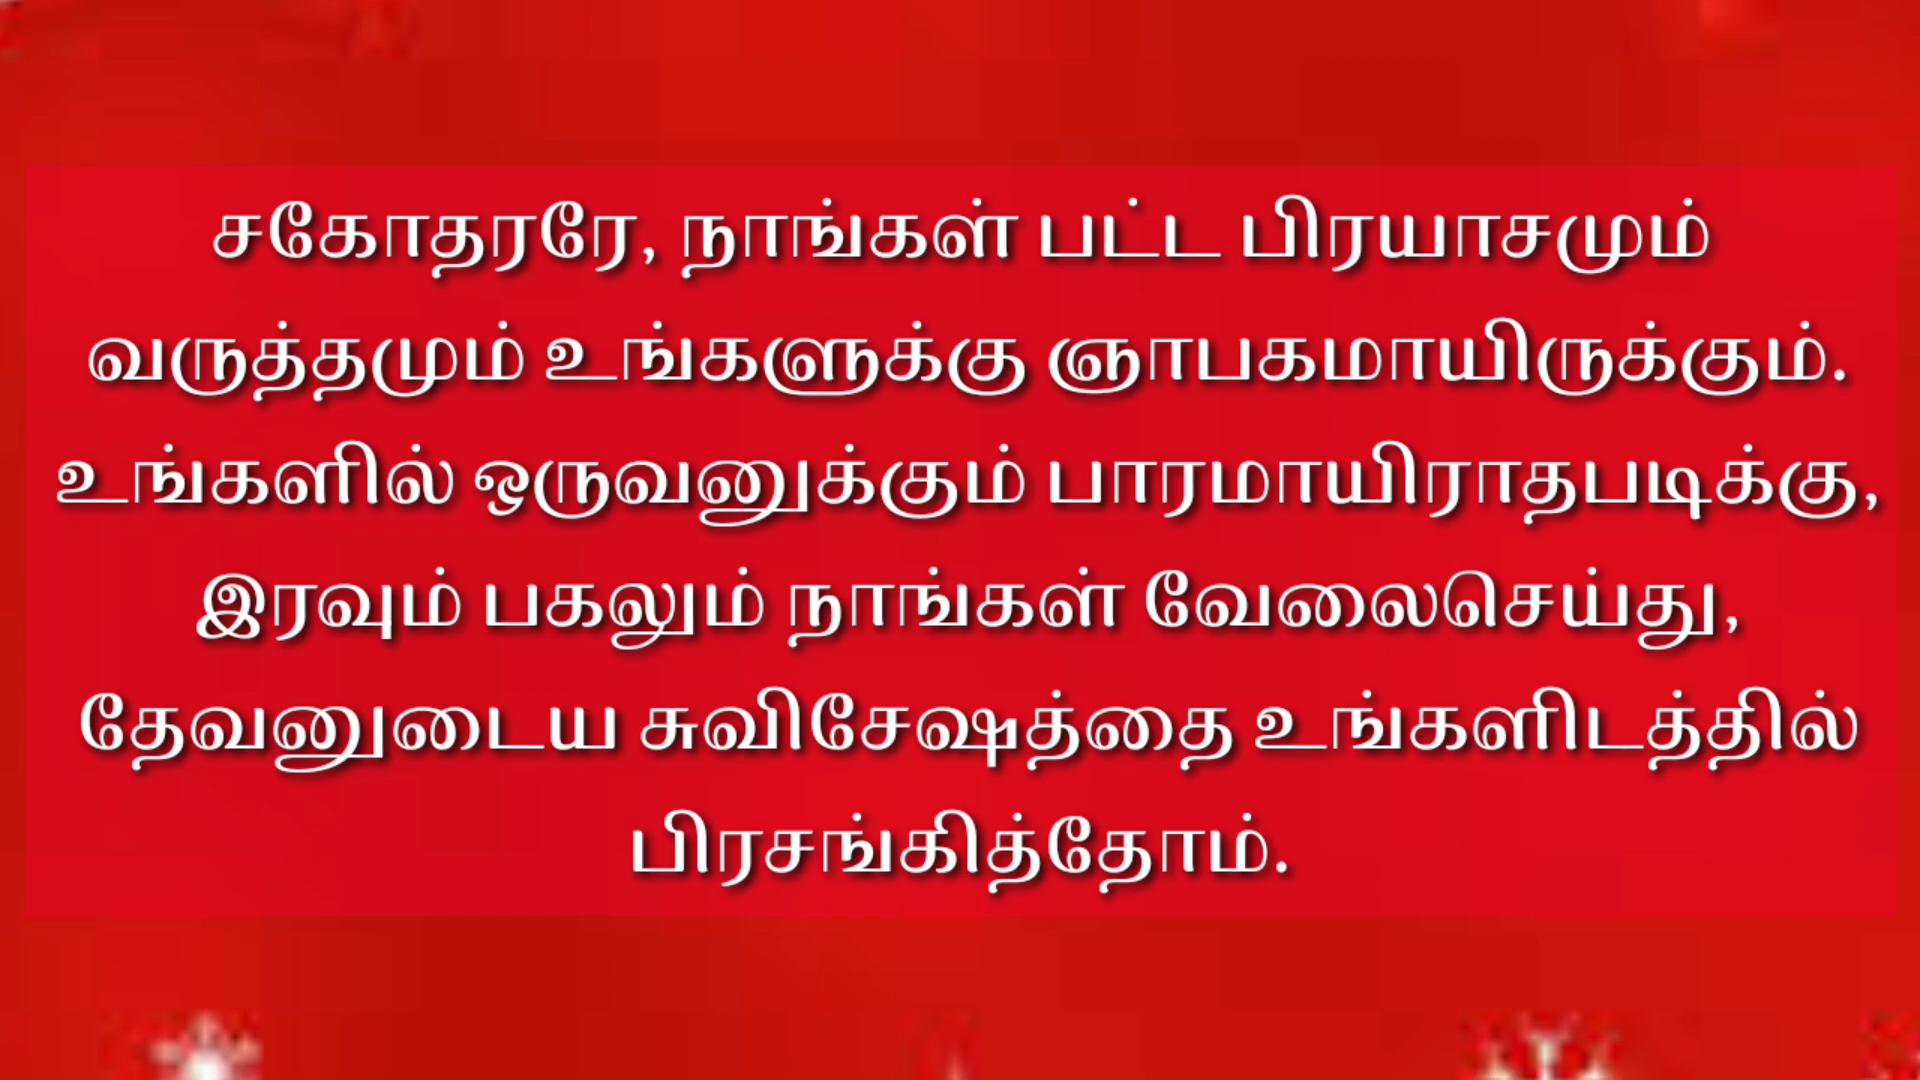 சகோதரரே, நாங்கள் பட்ட பிரயாசமும்
வருத்தமும் உங்களுக்கு ஞாபகமாயிருக்கும்.
உங்களில் ஒருவனுக்கும் பாரமாயிராதபடிக்கு,
இரவும் பகலும் நாங்கள் வேலைசெய்து,
தேவனுடைய சுவிசேஷத்தை உங்களிடத்தில்
பிரசங்கித்தோம்.